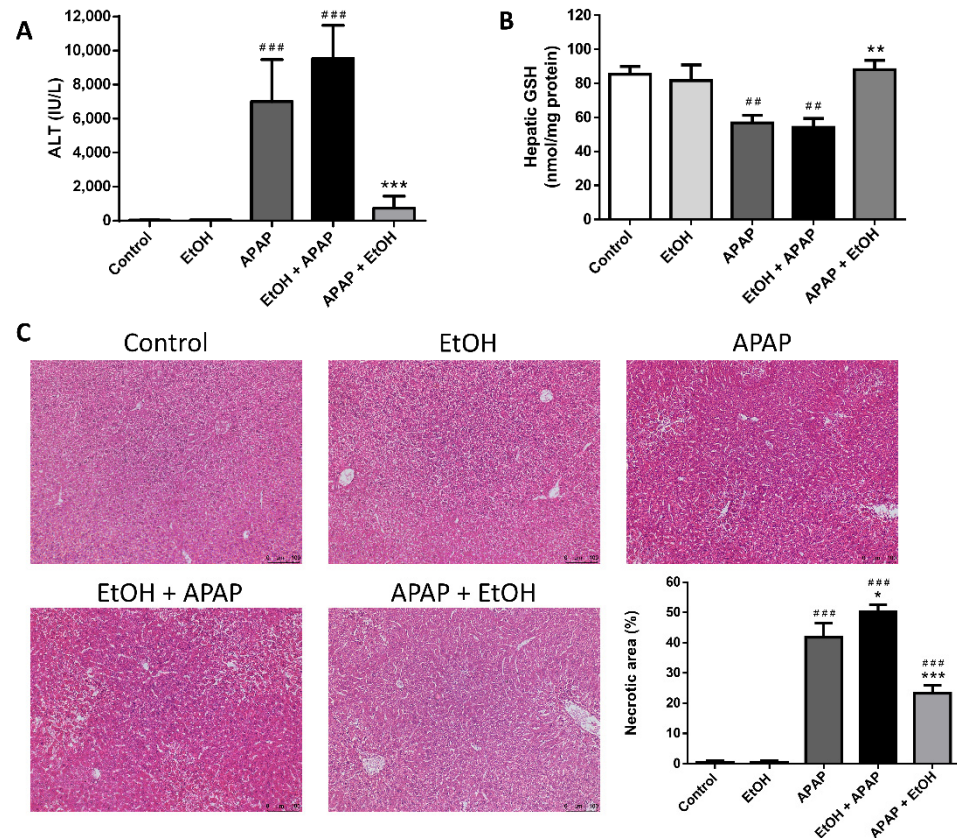 A
ALT (IU/L)
12,000
10,000
8,000
6,000
4,000
2,000
0
###
###
***
Control
EtOH
APAP
EtOH + APAP
APAP + EtOH
B
Hepatic GSH
(nmol/mg protein)
120
100
80
60
40
20
0
##
##
**
Control
EtOH
APAP
EtOH + APAP
APAP + EtOH
C
Control
EtOH
APAP
EtOH + APAP
APAP + EtOH
Necrotic area (%)
60
50
40
30
20
10
0
###
###
*
###
***
Control
EtOH
APAP
EtOH + APAP
APAP + EtOH